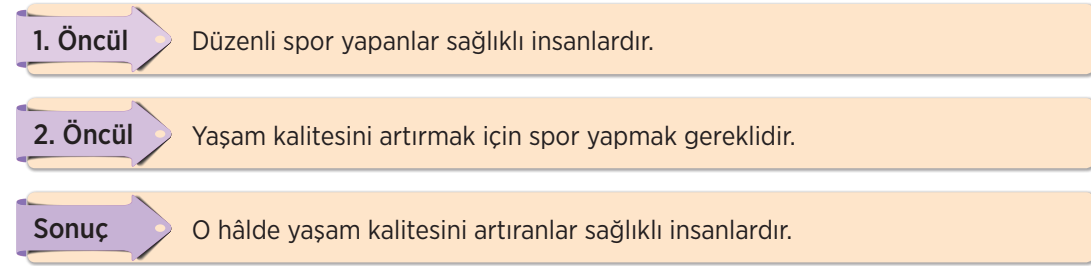 1. Öncül Düzenli spor yapanlar sağlıklı insanlardır.
2. Öncül Yaşam kalitesini artırmak için spor yapmak gereklidir.
Sonuç O hâlde yaşam kalitesini artıranlar sağlıklı insanlardır.